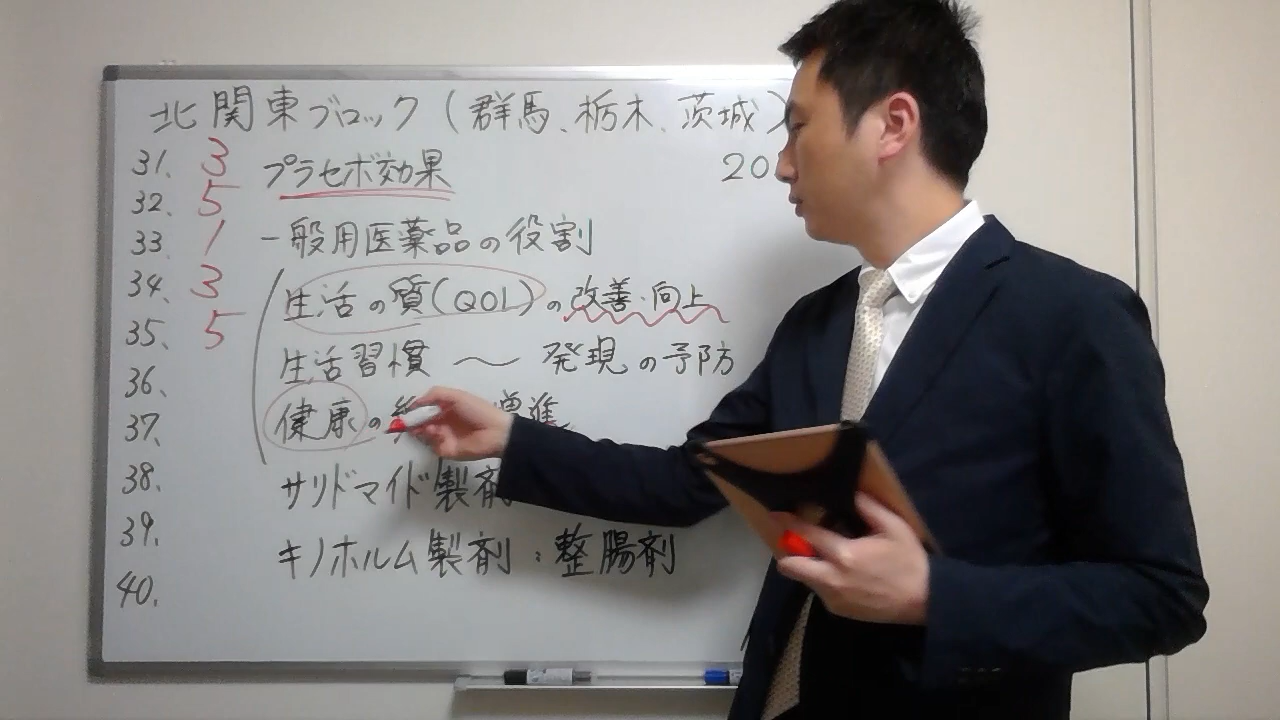 北関東ブロック(群馬、栃木、茨城)
20
31. 3 プラセボ効果
32. 5
33. 1 一般用医薬品の役割
34. 3 生活の質(QOL)の改善・向上
35. 5
36. 生活習慣 〜 発現の予防
37. 健康の 増進
38. サリドマイド製剤
39. キノホルム製剤:整腸剤
40.